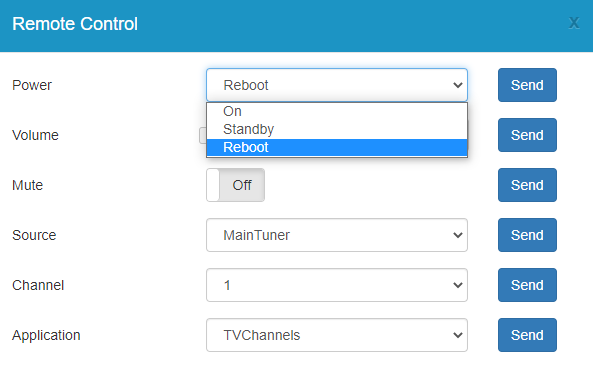 Remote Control x
Power Reboot Send
On
Standby
Reboot
Volume Send
Mute Off Send
Source MainTuner Send
Channel 1 Send
Application TVChannels Send